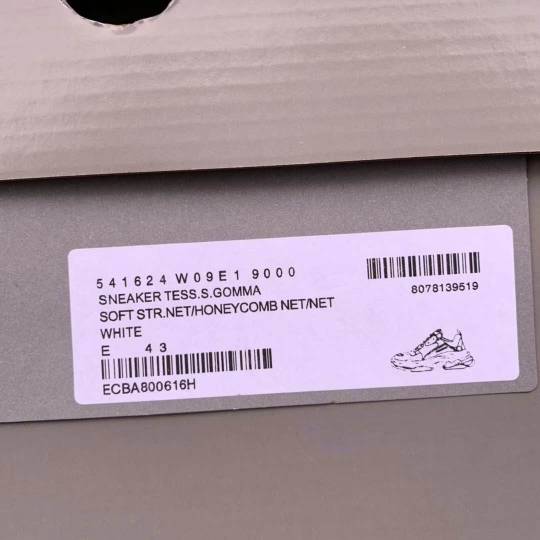 541624 W09E1 9000
SNEAKER TESS.S.GOMMA
SOFT STR.NET/HONEYCOMB NET/NET
WHITE
E 43
ECBA800616H
8078139519